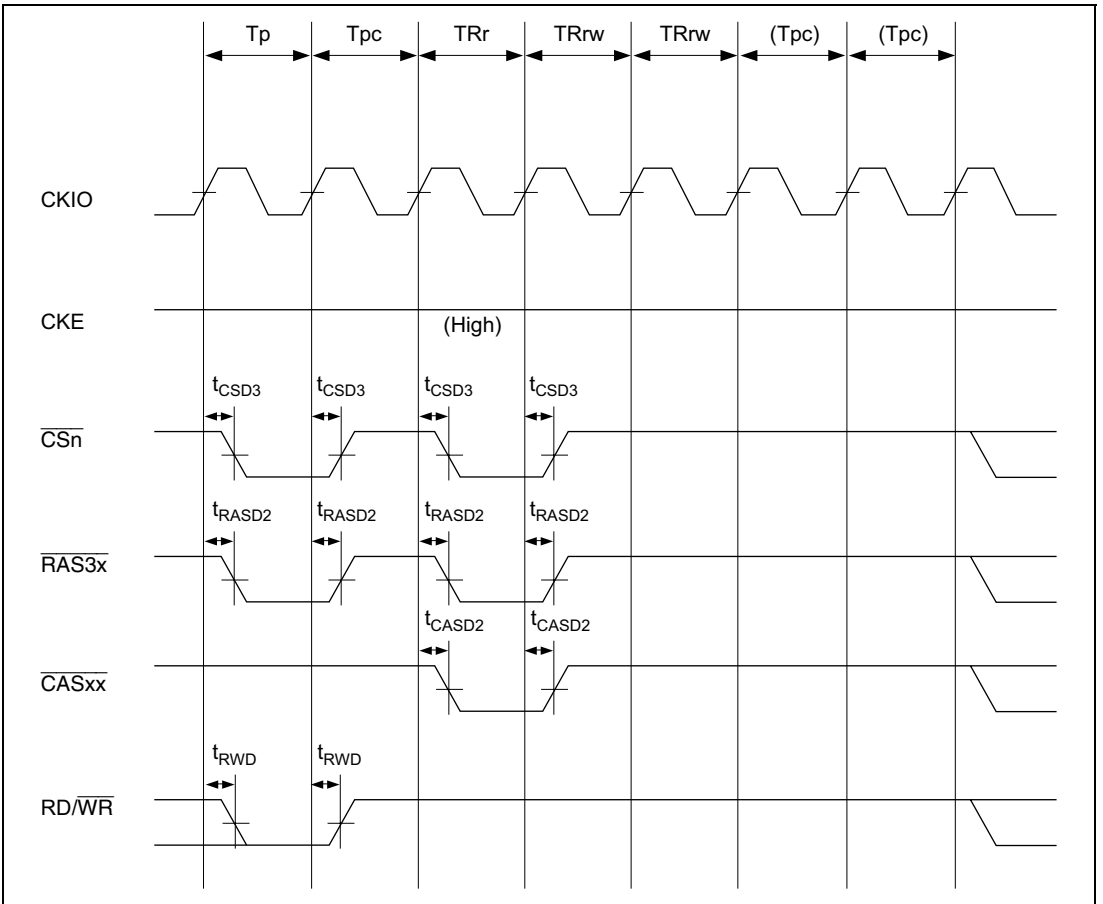 Tp Tpc TRr TRrw TRrw (Tpc) (Tpc)
CKIO
CKE
(High)
tCSD3 tCSD3 tCSD3 tCSD3
CSn
tRASD2 tRASD2 tRASD2 tRASD2
RAS3x
tCASD2 tCASD2
CASxx
tRWD tRWD
RD/WR